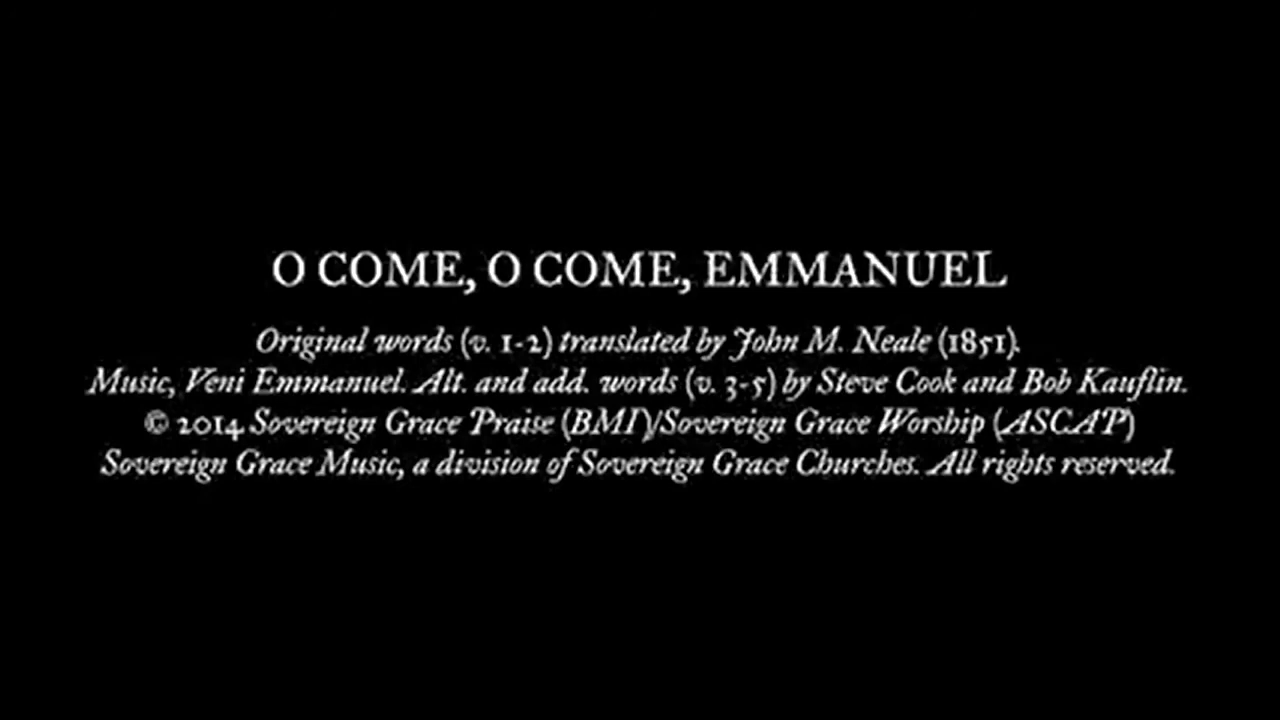 O COME, O COME, EMMANUEL
Original words (v. 1-2) translated by John M. Neale (1851).
Music, Veni Emmanuel. Alt. and add. words (v. 3-5) by Steve Cook and Bob Kauflin.
© 2014 Sovereign Grace Praise (BMI)/Sovereign Grace Worship (ASCAP)
Sovereign Grace Music, a division of Sovereign Grace Churches. All rights reserved.